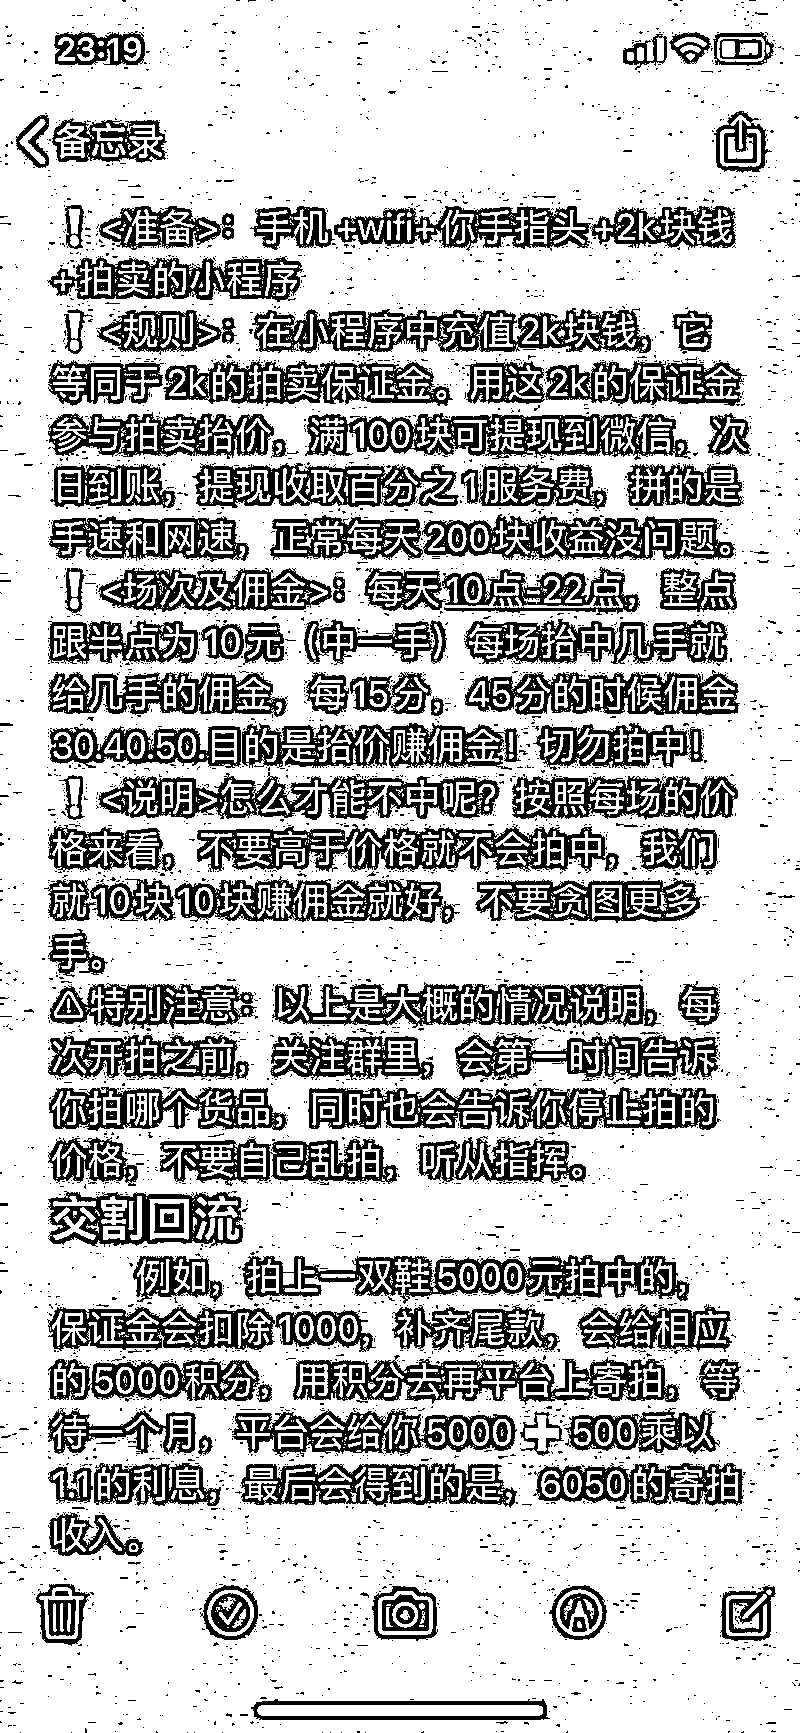 23:19
备忘录
❗<准备>：手机+wifi+你手指头+2k块钱
+拍卖的小程序
❗<规则>：在小程序中充值2k块钱，它
等同于2k的拍卖保证金。用这2k的保证金
参与拍卖抬价，满100块可提现到微信，次
日到账，提现收取百分之1服务费，拼的是
手速和网速，正常每天200块收益没问题。
❗<场次及佣金>：每天10点-22点，整点
跟半点为10元（中一手）每场抬中几手就
给几手的佣金，每15分，45分的时候佣金
30.40.50.目的是抬价赚佣金！切勿拍中！
❗<说明>怎么才能不中呢？按照每场的价
格来看，不要高于价格就不会拍中，我们
就10块10块赚佣金就好，不要贪图更多
手。
⚠特别注意：以上是大概的情况说明，每
次开拍之前，关注群里，会第一时间告诉
你拍哪个货品，同时也会告诉你停止拍的
价格，不要自己乱拍，听从指挥。
交割回流
例如，拍上一双鞋5000元拍中的，
保证金会扣除1000，补齐尾款，会给相应
的5000积分，用积分去再平台上寄拍，等
待一个月，平台会给你5000➕500乘以
1.1的利息，最后会得到的是，6050的寄拍
收入。